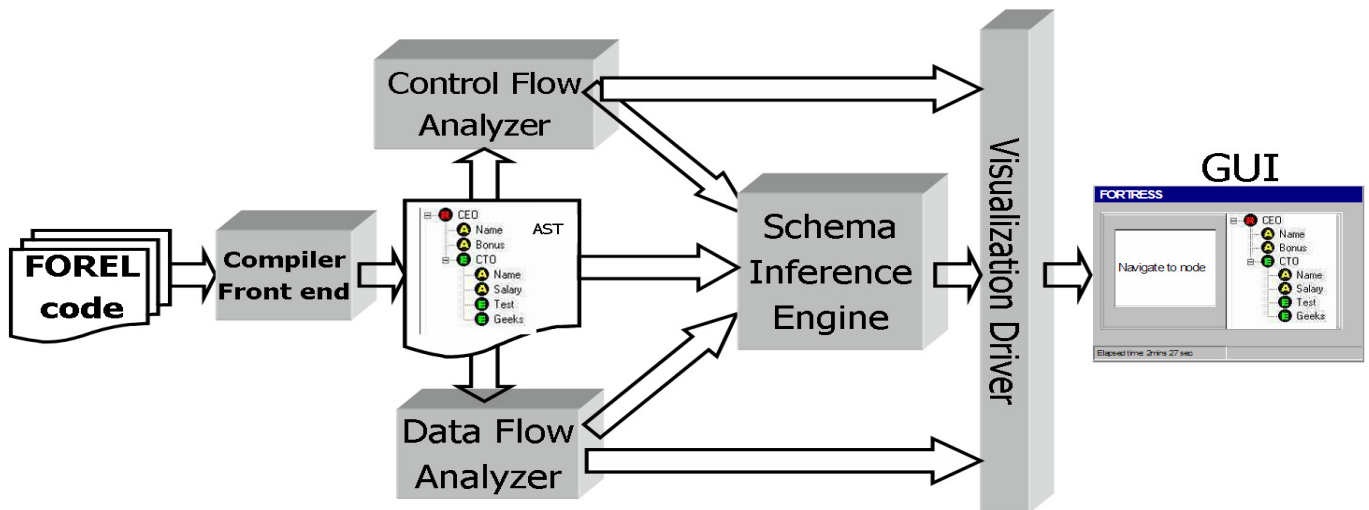 FOREL
code
Compiler
Front end
Control Flow
Analyzer
R CEO
AST
A Name
A Bonus
E CTO
A Name
A Salary
E Test
E Geeks
Data Flow
Analyzer
Schema
Inference
Engine
Visualization Driver
GUI
FORTRESS
Navigate to node
R CEO
A Name
A Bonus
E CTO
A Name
A Salary
E Test
E Geeks
Elapsed time: 2mins 27 sec